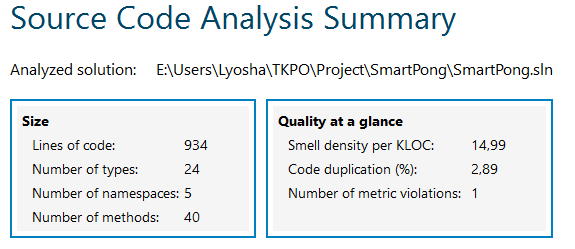 Source Code Analysis Summary
Analyzed solution: E:\Users\Lyosha\TKPO\Project\SmartPong\SmartPong.sln
Size
Lines of code: 934
Number of types: 24
Number of namespaces: 5
Number of methods: 40
Quality at a glance
Smell density per KLOC: 14,99
Code duplication (%): 2,89
Number of metric violations: 1